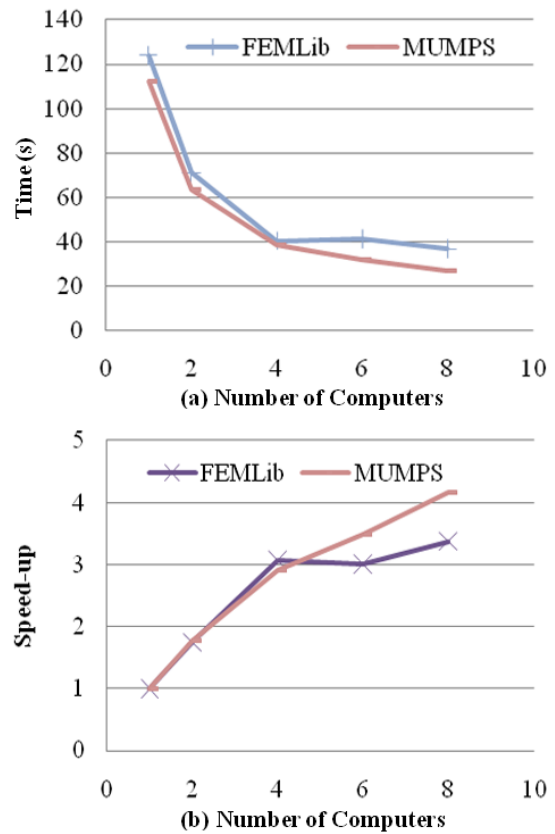 140
120
100
80
60
40
20
0
Time (s)
FEMLib MUMPS
0 2 4 6 8 10
(a) Number of Computers
5
4
3
2
1
0
Speed-up
FEMLib MUMPS
0 2 4 6 8 10
(b) Number of Computers